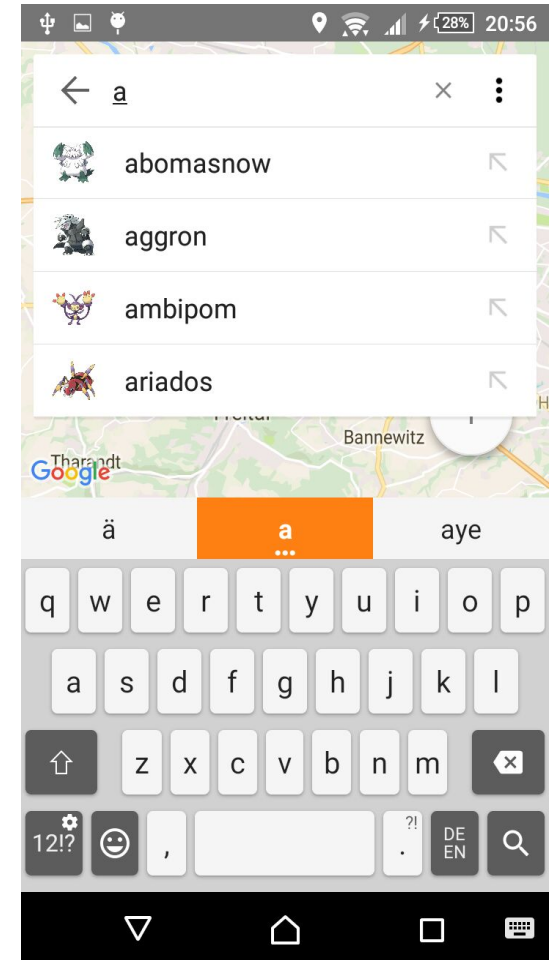 28% 20:56
a
abomasnow
aggron
ambipom
ariados
Bannewitz
Tharandt
Google
ä a aye
q w e r t y u i o p
a s d f g h j k l
z x c v b n m
12!? , ?! . DE EN